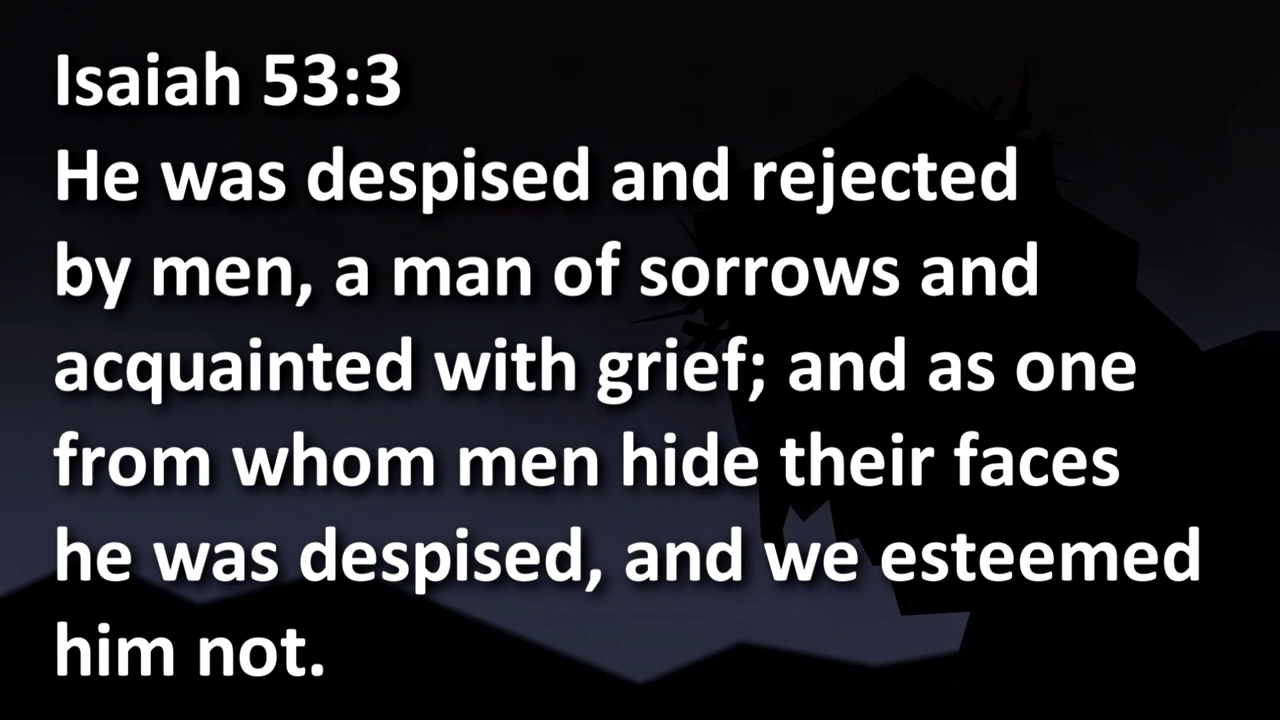 Isaiah 53:3
He was despised and rejected
by men, a man of sorrows and
acquainted with grief; and as one
from whom men hide their faces
he was despised, and we esteemed
him not.